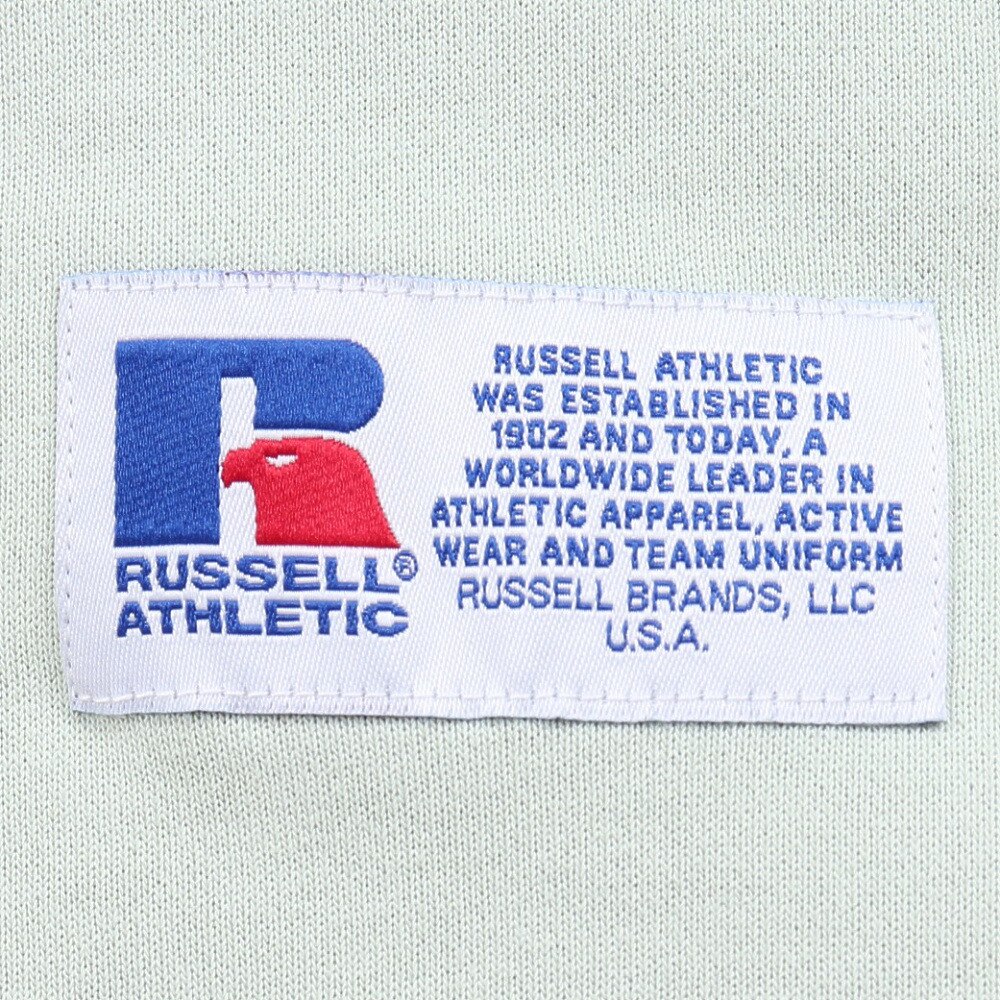 R
RUSSELL®
ATHLETIC
RUSSELL ATHLETIC
WAS ESTABLISHED IN
1902 AND TODAY, A
WORLDWIDE LEADER IN
ATHLETIC APPAREL, ACTIVE
WEAR AND TEAM UNIFORM
RUSSELL BRANDS, LLC
U.S.A.